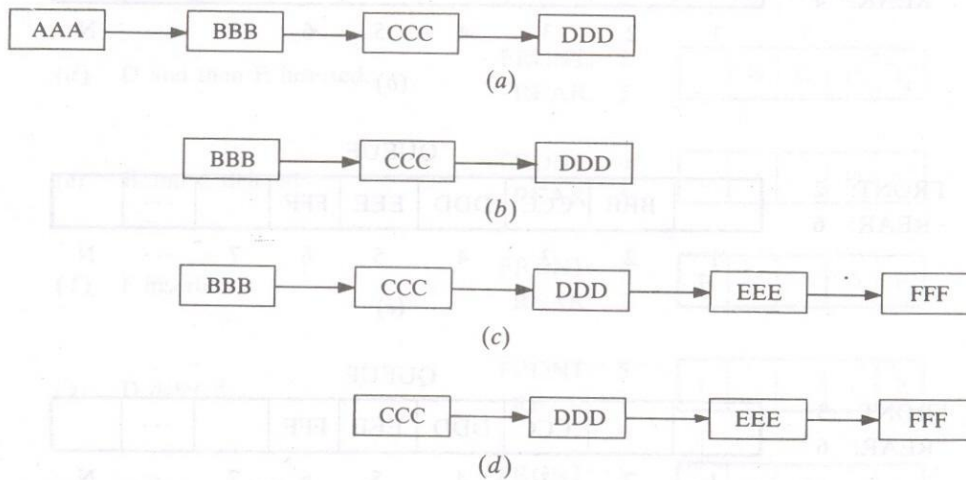 AAA BBB CCC DDD
(a)
BBB CCC DDD
(b)
BBB CCC DDD EEE FFF
(c)
CCC DDD EEE FFF
(d)